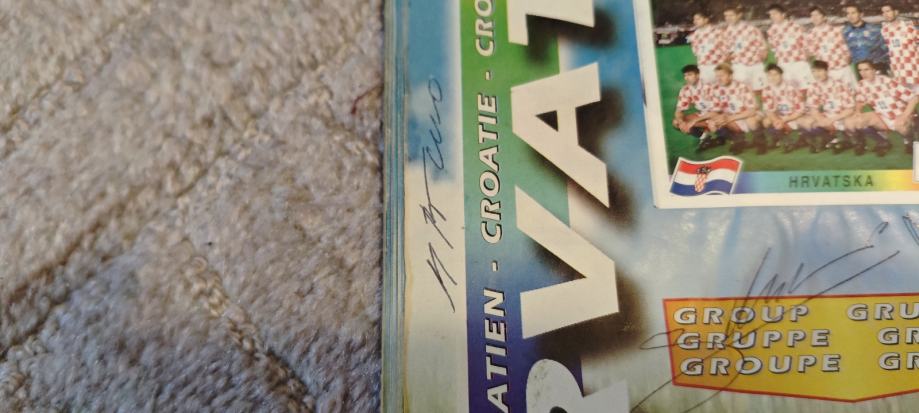 ATIEN - CROATIE - CRO
RVAT
HRVATSKA
GROUP GRU
GRUPPE GR
GROUPE GR